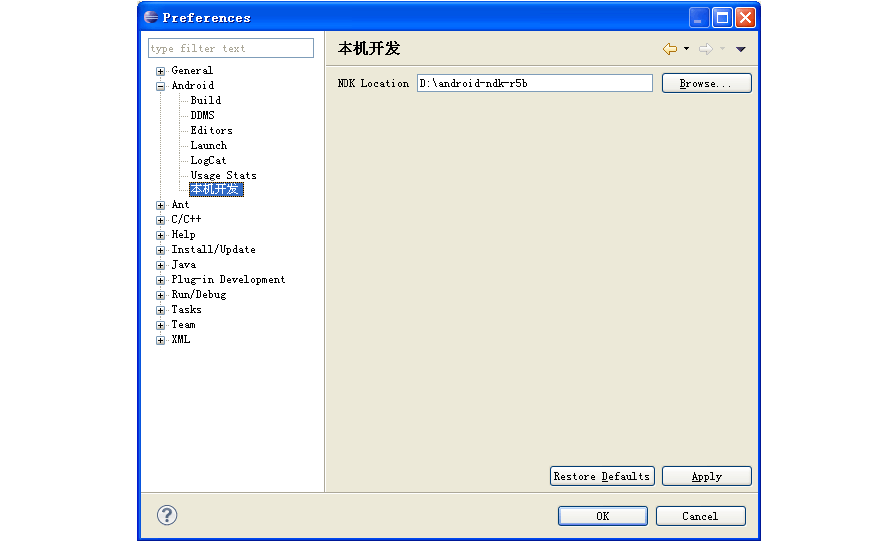 Preferences
type filter text
General
Android
Build
DDMS
Editors
Launch
LogCat
Usage Stats
本机开发
Ant
C/C++
Help
Install/Update
Java
Plug-in Development
Run/Debug
Tasks
Team
XML
本机开发
NDK Location D:\android-ndk-r5b Browse...
Restore Defaults Apply
? OK Cancel